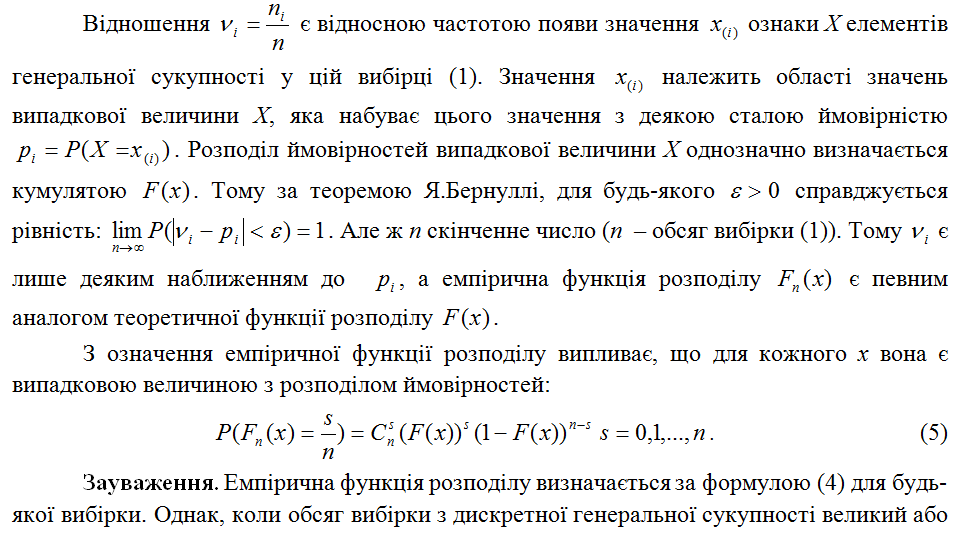 Відношення ν_i = n_i/n є відносною частотою появи значення x_(i) ознаки X елементів
генеральної сукупності у цій вибірці (1). Значення x_(i) належить області значень
випадкової величини X, яка набуває цього значення з деякою сталою ймовірністю
p_i = P(X = x_(i)). Розподіл ймовірностей випадкової величини X однозначно визначається
кумулятою F(x). Тому за теоремою Я.Бернуллі, для будь-якого ε > 0 справджується
рівність: lim_{n→∞} P(|ν_i − p_i| < ε) = 1. Але ж n скінченне число (n – обсяг вибірки (1)). Тому ν_i є
лише деяким наближенням до p_i, а емпірична функція розподілу F_n(x) є певним
аналогом теоретичної функції розподілу F(x).
З означення емпіричної функції розподілу випливає, що для кожного x вона є
випадковою величиною з розподілом ймовірностей:
P(F_n(x) = s/n) = C_n^s (F(x))^s (1 − F(x))^{n−s} s = 0,1,...,n. (5)
Зауваження. Емпірична функція розподілу визначається за формулою (4) для будь-
якої вибірки. Однак, коли обсяг вибірки з дискретної генеральної сукупності великий або